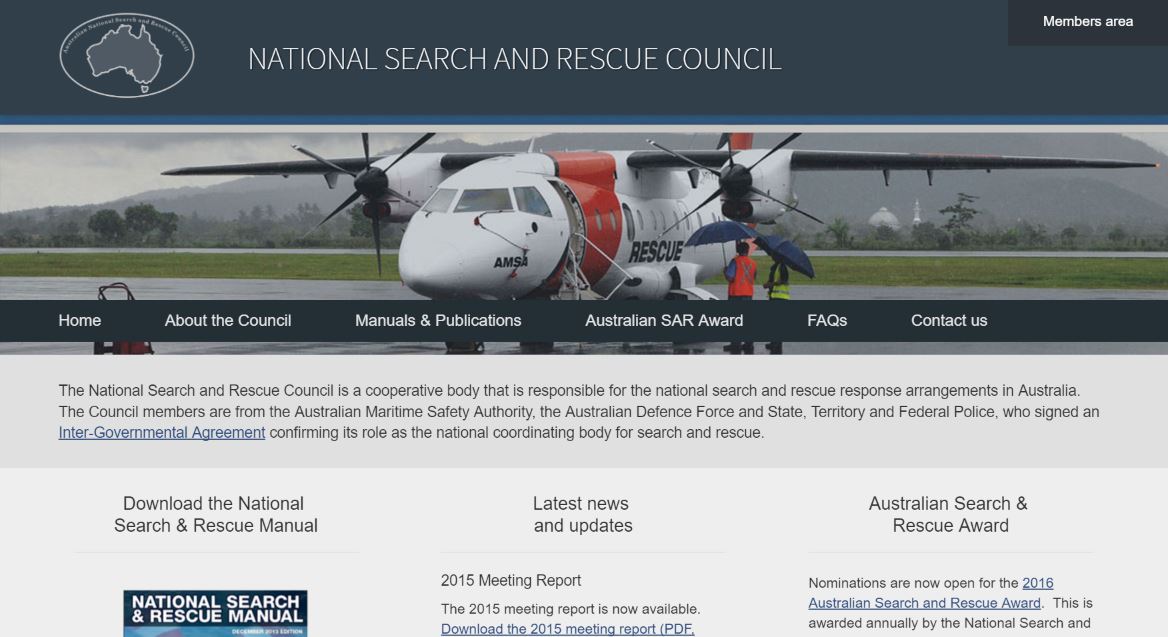 Members area
Australian National Search and Rescue Council
NATIONAL SEARCH AND RESCUE COUNCIL
AMSA
RESCUE
Home
About the Council
Manuals & Publications
Australian SAR Award
FAQs
Contact us
The National Search and Rescue Council is a cooperative body that is responsible for the national search and rescue response arrangements in Australia.
The Council members are from the Australian Maritime Safety Authority, the Australian Defence Force and State, Territory and Federal Police, who signed an
Inter-Governmental Agreement confirming its role as the national coordinating body for search and rescue.
Download the National
Search & Rescue Manual
NATIONAL SEARCH
& RESCUE MANUAL
DECEMBER 2013 EDITION
Latest news
and updates
2015 Meeting Report
The 2015 meeting report is now available.
Download the 2015 meeting report (PDF,
Australian Search &
Rescue Award
Nominations are now open for the 2016
Australian Search and Rescue Award. This is
awarded annually by the National Search and